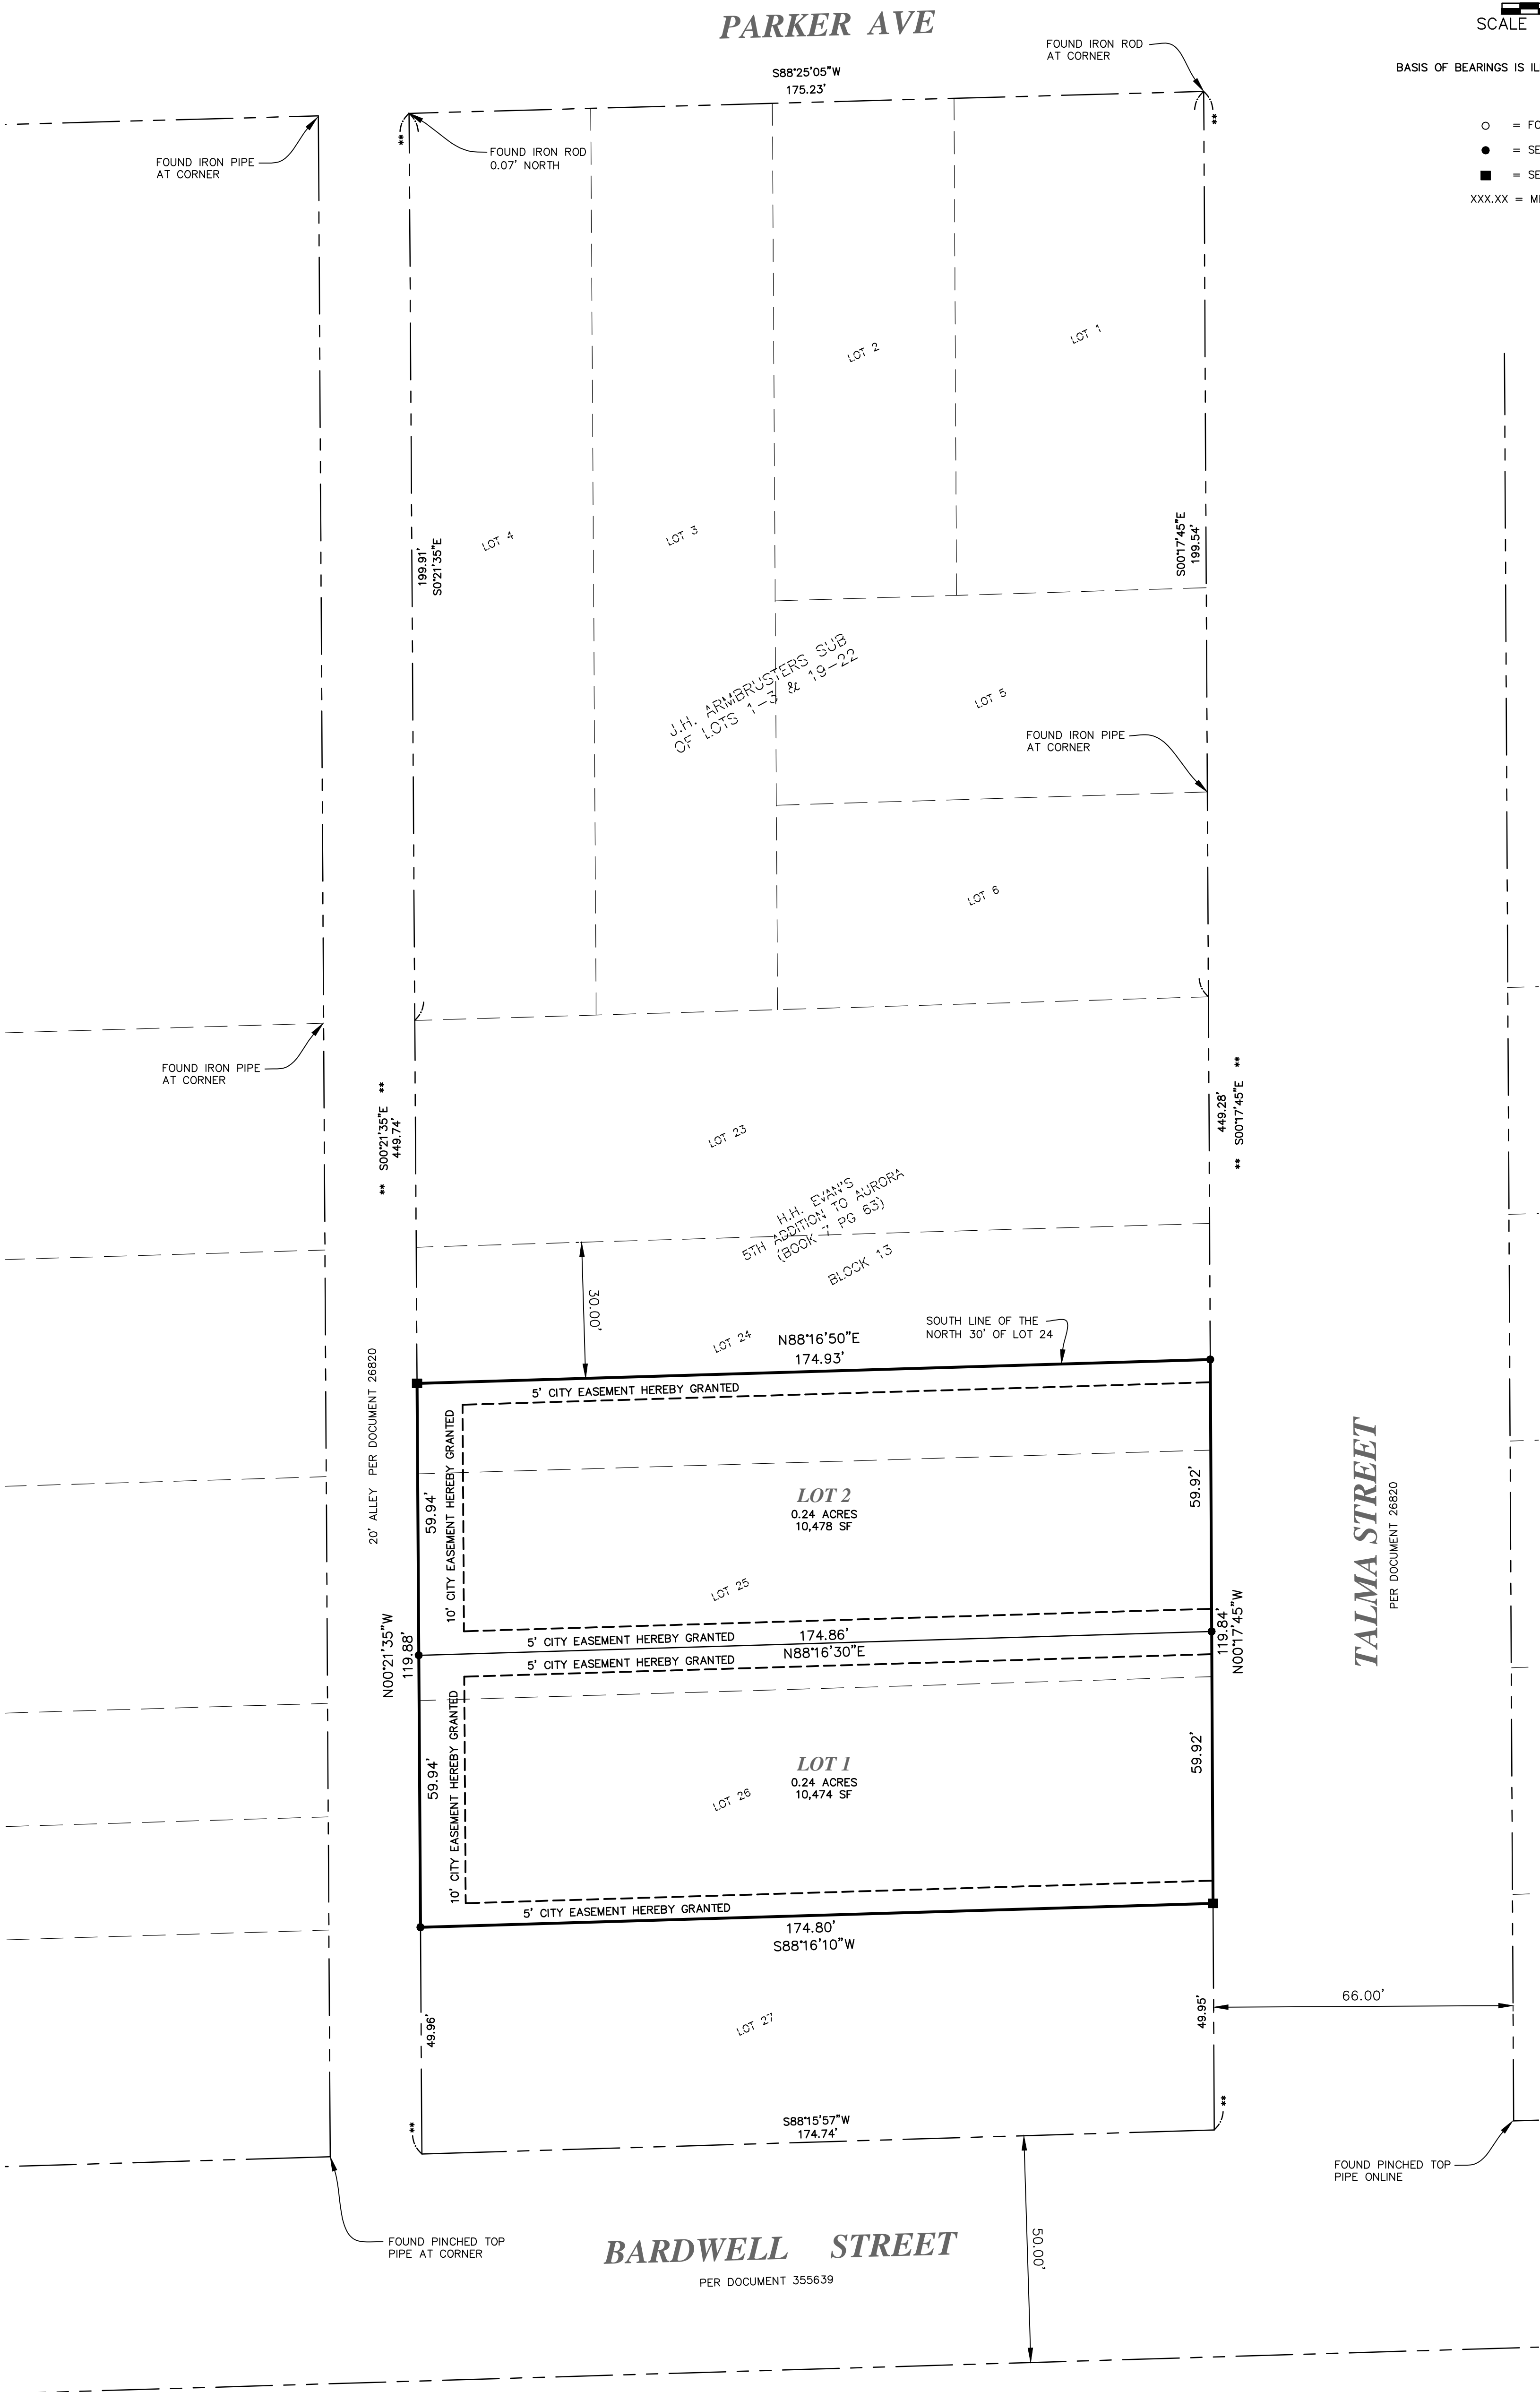 PARKER AVE
SCALE
BASIS OF BEARINGS IS IL
S88°25'05"W
175.23'
FOUND IRON ROD
AT CORNER
**
**
○ = FO
● = SE
■ = SE
XXX.XX = M
FOUND IRON PIPE
AT CORNER
FOUND IRON ROD
0.07' NORTH
LOT 1
LOT 2
LOT 3
LOT 4
199.91'
S0°21'35"E
S00°17'45"E
199.54'
J.H. ARMBRUSTERS SUB
OF LOTS 1-3 & 19-22
LOT 5
FOUND IRON PIPE
AT CORNER
LOT 6
FOUND IRON PIPE
AT CORNER
** S00°21'35"E **
449.74'
449.28'
** S00°17'45"E **
LOT 23
H.H. EVAN'S
5TH ADDITION TO AURORA
(BOOK 7 PG 63)
BLOCK 13
30.00'
LOT 24
N88°16'50"E
174.93'
SOUTH LINE OF THE
NORTH 30' OF LOT 24
20' ALLEY PER DOCUMENT 26820
5' CITY EASEMENT HEREBY GRANTED
10' CITY EASEMENT HEREBY GRANTED
59.94'
LOT 2
0.24 ACRES
10,478 SF
59.92'
LOT 25
TALMA STREET
PER DOCUMENT 26820
5' CITY EASEMENT HEREBY GRANTED
174.86'
N88°16'30"E
5' CITY EASEMENT HEREBY GRANTED
N00°21'35"W
119.88'
119.84'
N00°17'45"W
10' CITY EASEMENT HEREBY GRANTED
59.94'
LOT 1
0.24 ACRES
10,474 SF
59.92'
LOT 26
5' CITY EASEMENT HEREBY GRANTED
174.80'
S88°16'10"W
49.96'
LOT 27
49.95'
66.00'
**
**
S88°15'57"W
174.74'
FOUND PINCHED TOP
PIPE ONLINE
FOUND PINCHED TOP
PIPE AT CORNER
BARDWELL STREET
PER DOCUMENT 355639
50.00'